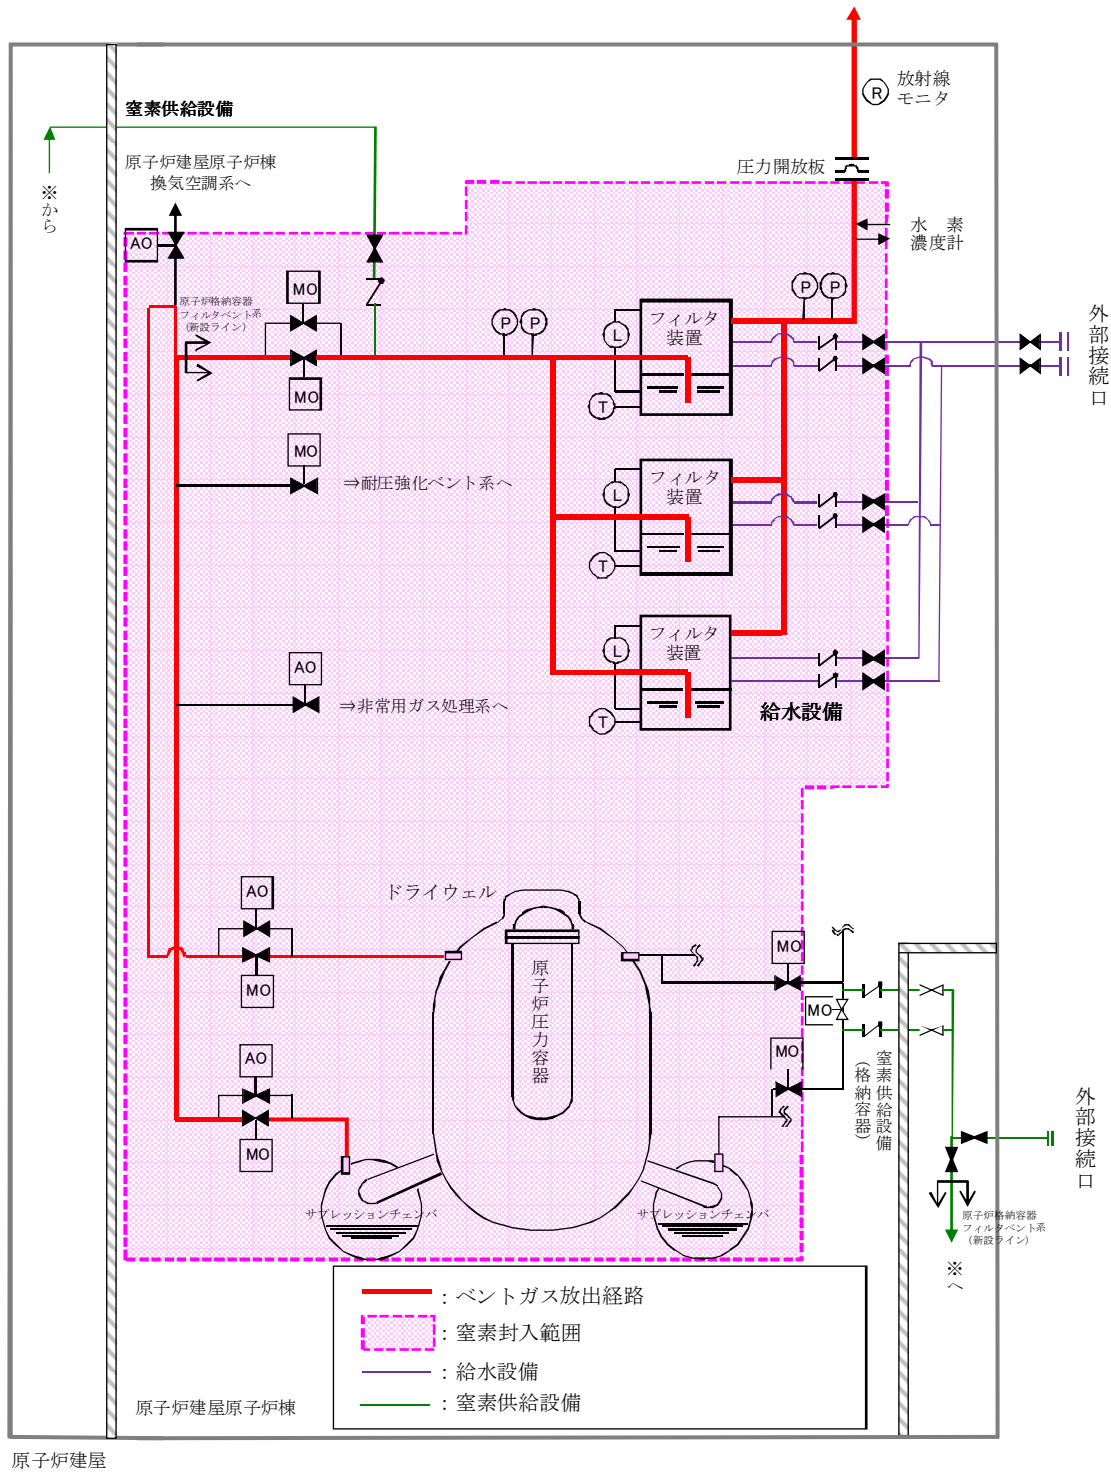 放射線
モニタ
R
窒素供給設備
圧力開放板
原子炉建屋原子炉棟
換気空調系へ
※から
水　素
濃度計
AO
MO
P
P
P
P
原子炉格納容器
フィルタベント系
(新設ライン)
外部接続口
フィルタ
装置
L
T
MO
MO
⇒耐圧強化ベント系へ
フィルタ
装置
L
T
AO
⇒非常用ガス処理系へ
フィルタ
装置
L
T
給水設備
AO
ドライウェル
MO
原子炉圧力容器
MO
MO
AO
MO
MO
窒素供給設備
(格納容器)
外部接続口
サプレッションチェンバ
サプレッションチェンバ
原子炉格納容器
フィルタベント系
(新設ライン)
※へ
：ベントガス放出経路
：窒素封入範囲
：給水設備
：窒素供給設備
原子炉建屋原子炉棟
原子炉建屋